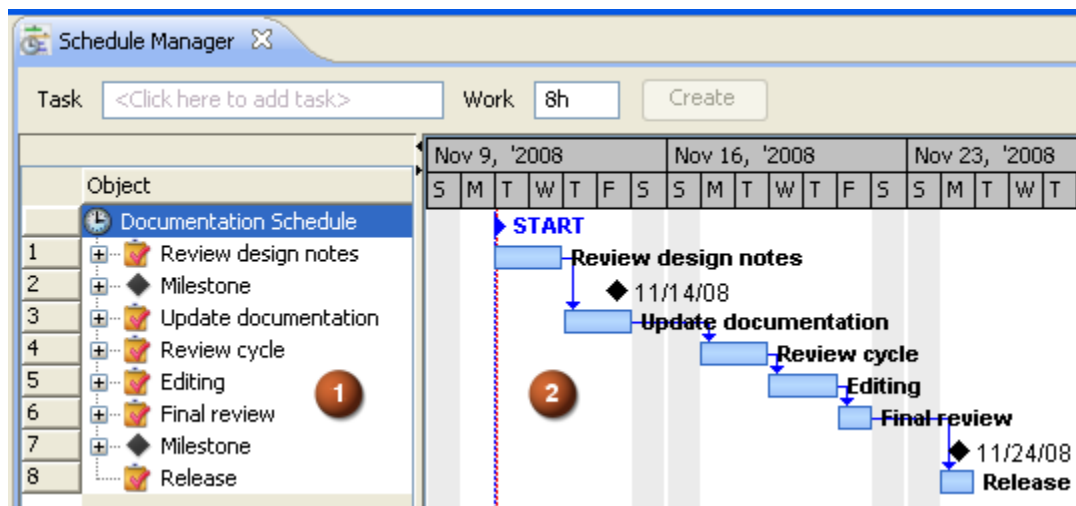 Schedule Manager
Task <Click here to add task> Work 8h Create
Nov 9, '2008 Nov 16, '2008 Nov 23, '2008
Object S M T W T F S S M T W T F S S M T W T
Documentation Schedule START
1 Review design notes Review design notes
2 Milestone 11/14/08
3 Update documentation Update documentation
4 Review cycle Review cycle
5 Editing Editing
6 Final review Final review
7 Milestone 11/24/08
8 Release Release
1 2